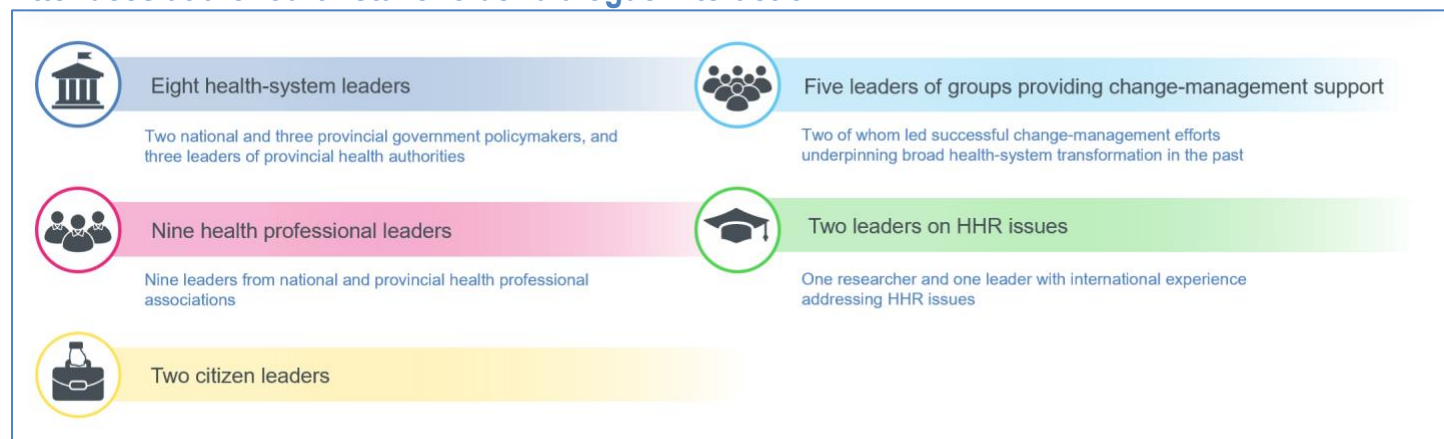 Eight health-system leaders
Two national and three provincial government policymakers, and
three leaders of provincial health authorities
Five leaders of groups providing change-management support
Two of whom led successful change-management efforts
underpinning broad health-system transformation in the past
Nine health professional leaders
Nine leaders from national and provincial health professional
associations
Two leaders on HHR issues
One researcher and one leader with international experience
addressing HHR issues
Two citizen leaders